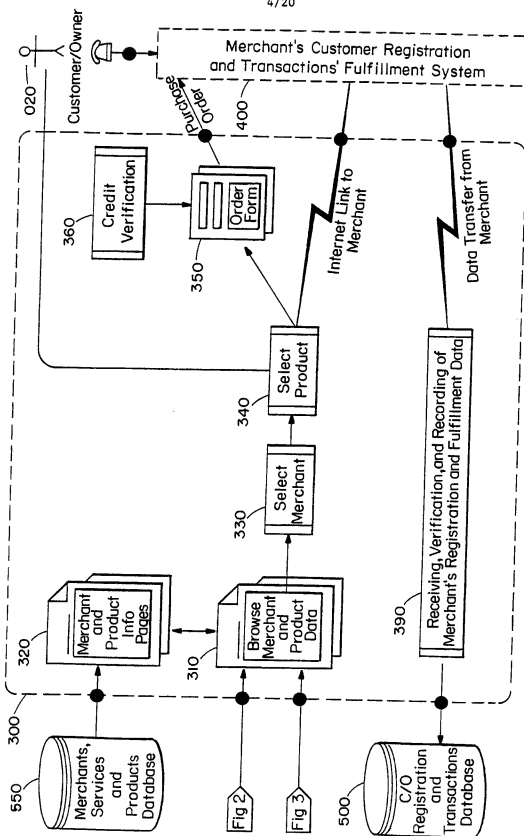 4/20
020
Customer/Owner
Merchant's Customer Registration
and Transactions' Fulfillment System
400
Purchase
Order
360
Credit
Verification
350
Order
Form
Internet Link to
Merchant
Data Transfer from
Merchant
340
Select
Product
330
Select
Merchant
390
Receiving, Verification, and Recording of
Merchant's Registration and Fulfillment Data
320
Merchant
and
Product
Info
Pages
310
Browse
Merchant
and
Product
Data
300
550
Merchants,
Services
and
Products
Database
Fig 2
Fig 3
500
C/O
Registration
and
Transactions
Database